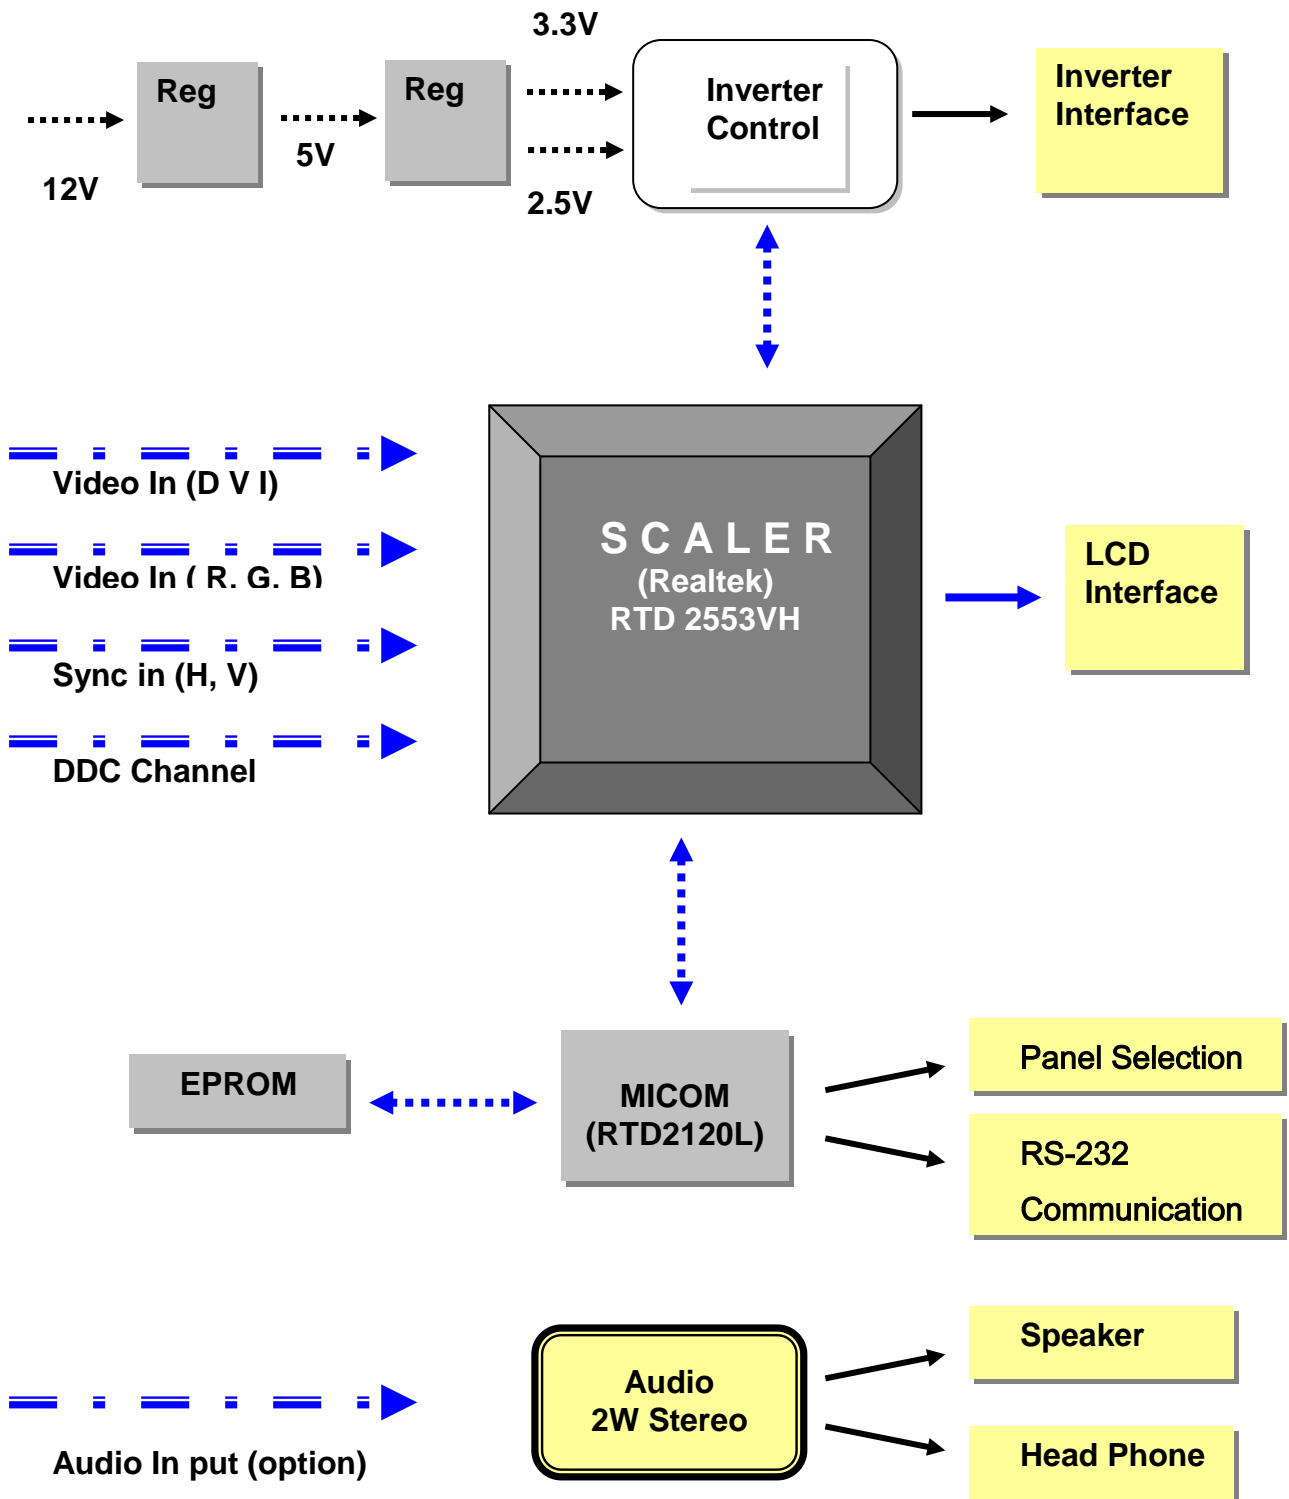 3.3V
Reg
Reg
Inverter
Control
Inverter
Interface
5V
12V
2.5V
Video In (D V I)
Video In ( R. G. B)
Sync in (H, V)
DDC Channel
S C A L E R
(Realtek)
RTD 2553VH
LCD
Interface
EPROM
MICOM
(RTD2120L)
Panel Selection
RS-232
Communication
Audio
2W Stereo
Speaker
Head Phone
Audio In put (option)